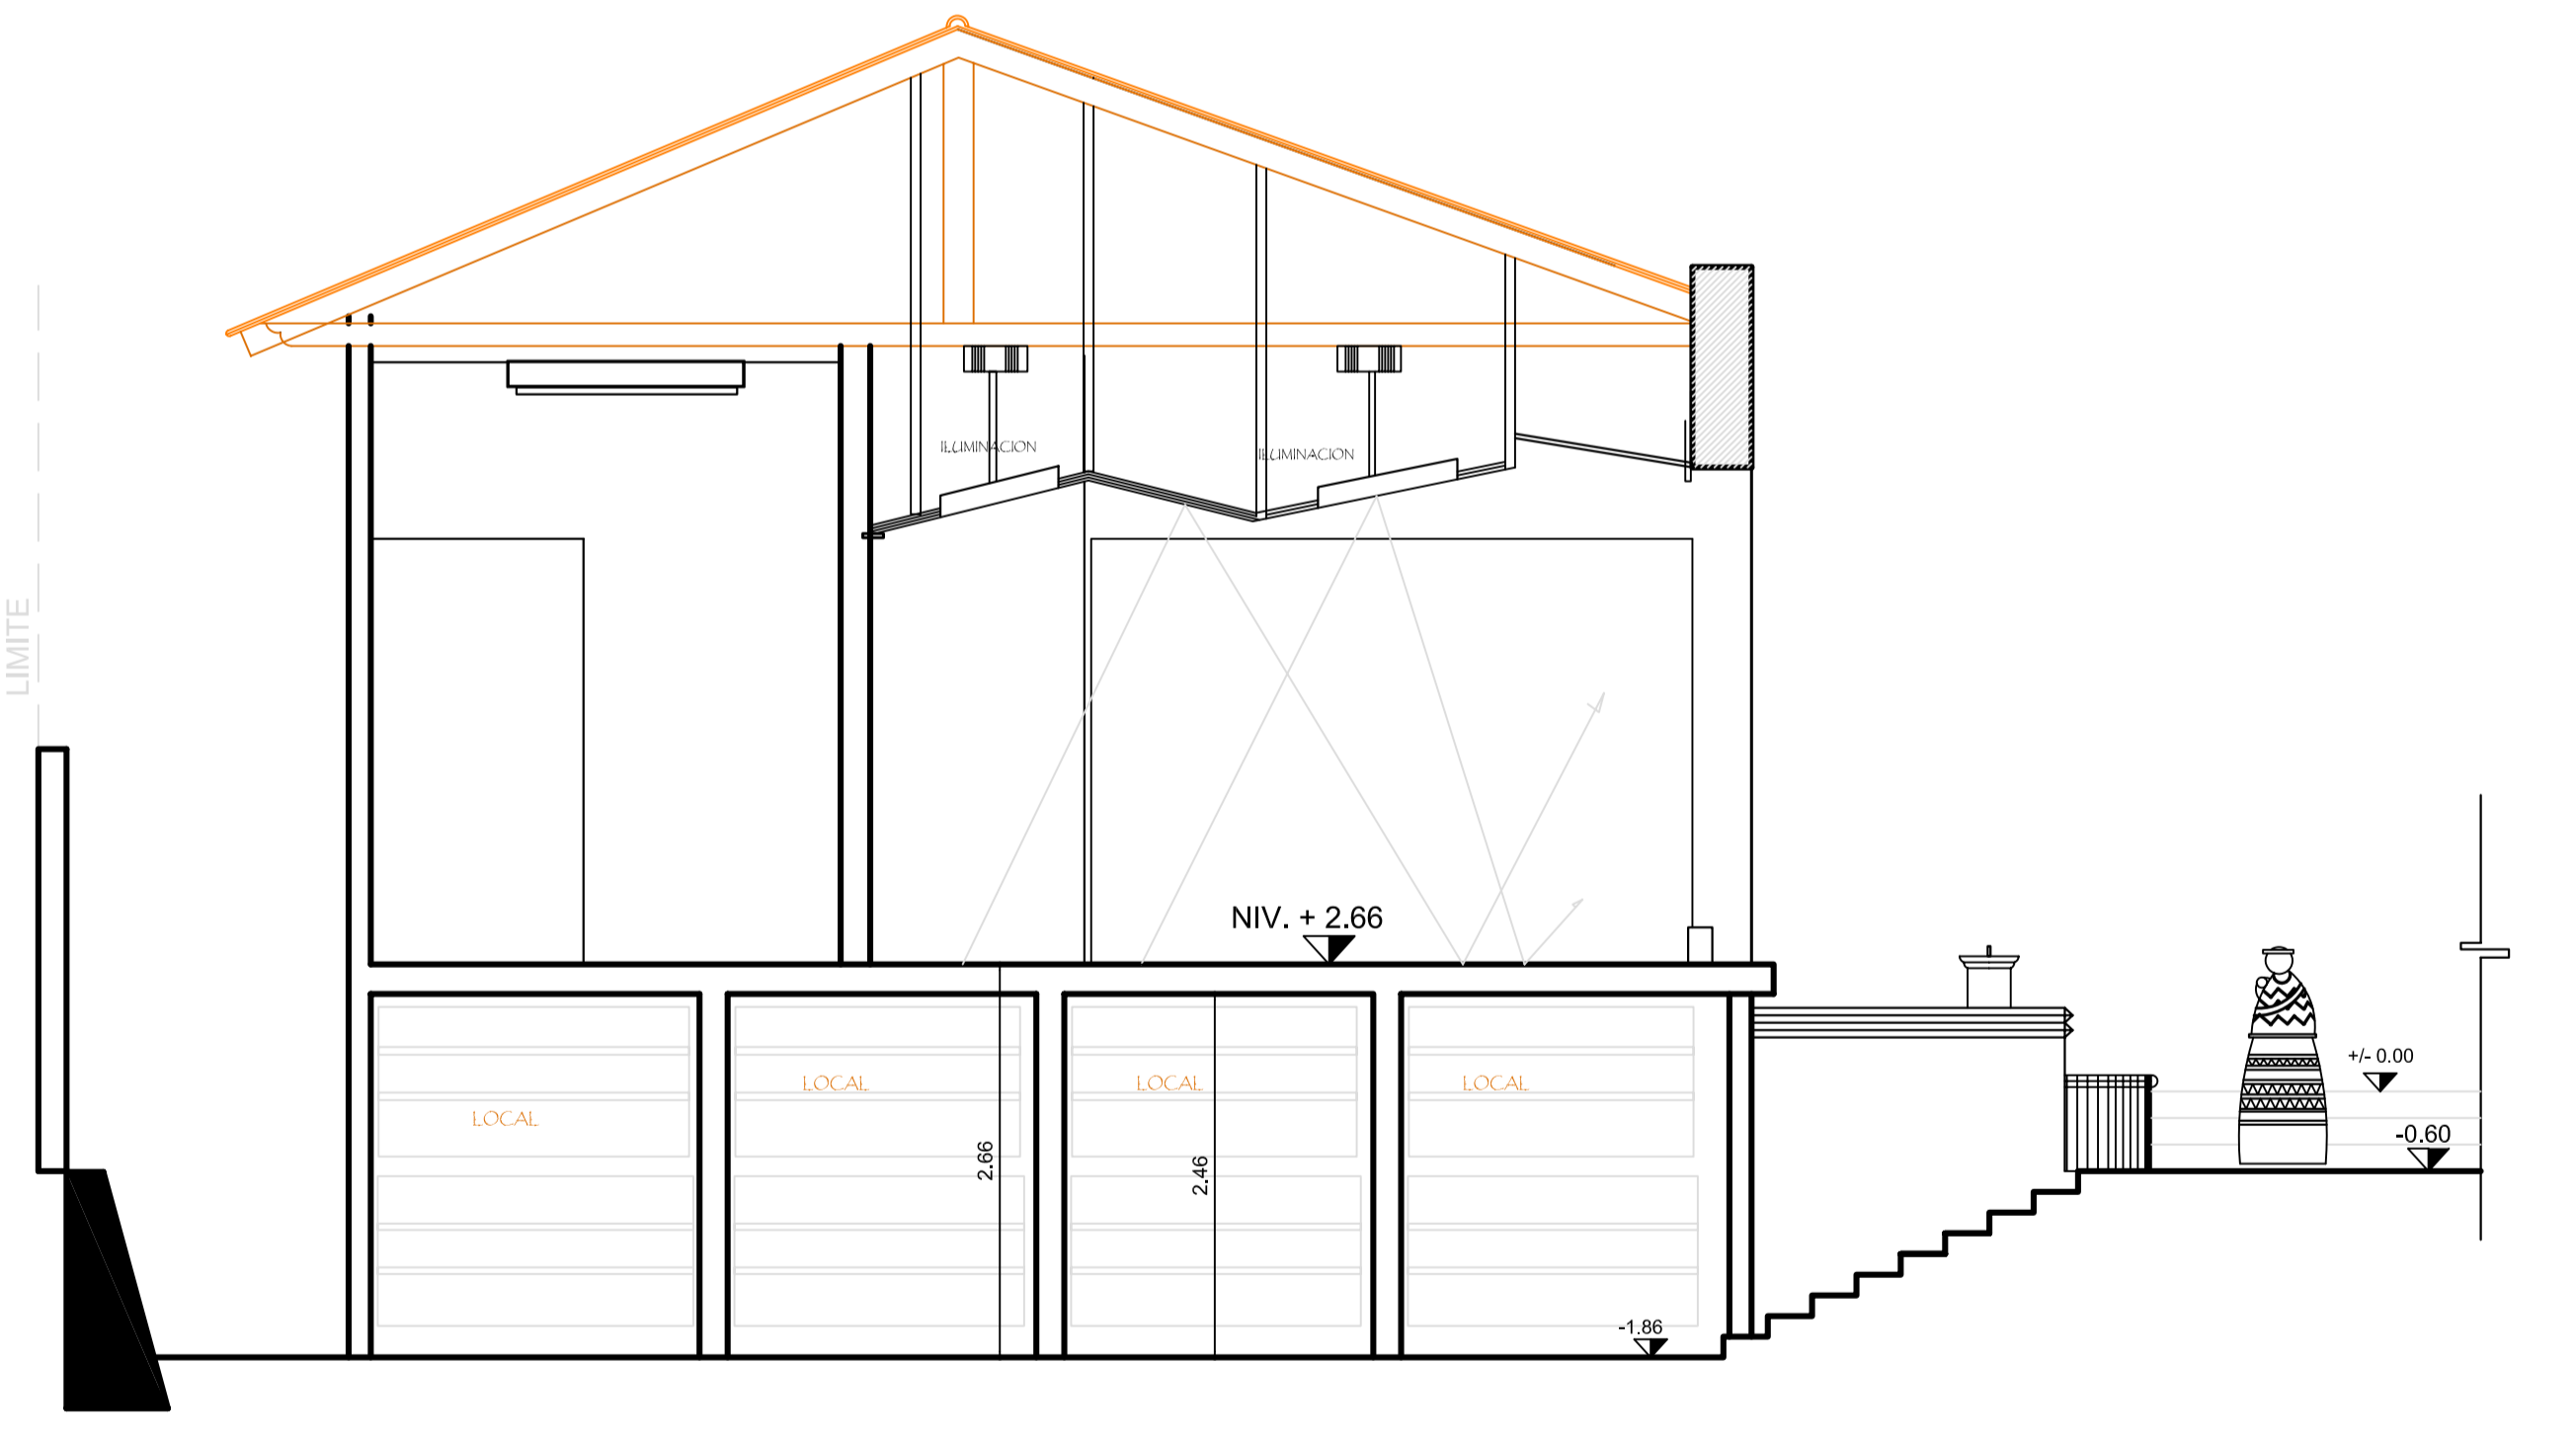 ILUMINACION
ILUMINACION
LIMITE
NIV. + 2.66
+/- 0.00
LOCAL
LOCAL
LOCAL
LOCAL
-0.60
2.66
2.46
-1.86